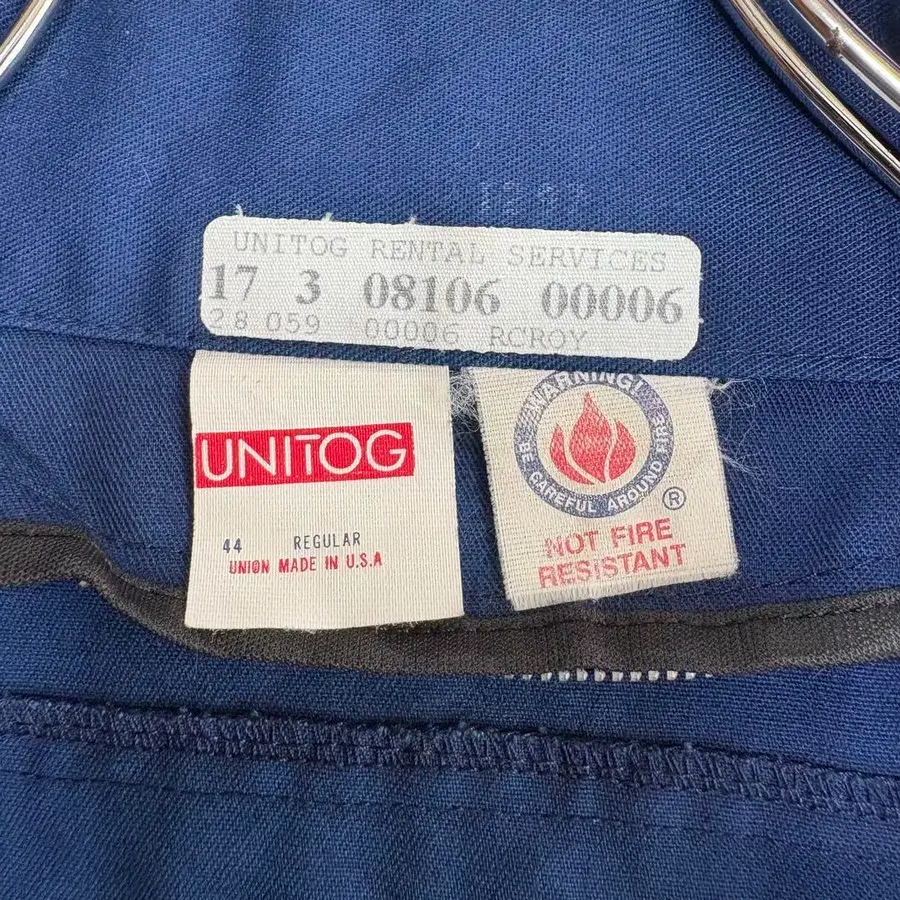 UNITOG RENTAL SERVICES
17 3 08106 00006
28 059 00006 RCROY
UNITOG
44 REGULAR
UNION MADE IN U.S.A
WARNING!
BE CAREFUL AROUND FIRE
®
NOT FIRE
RESISTANT